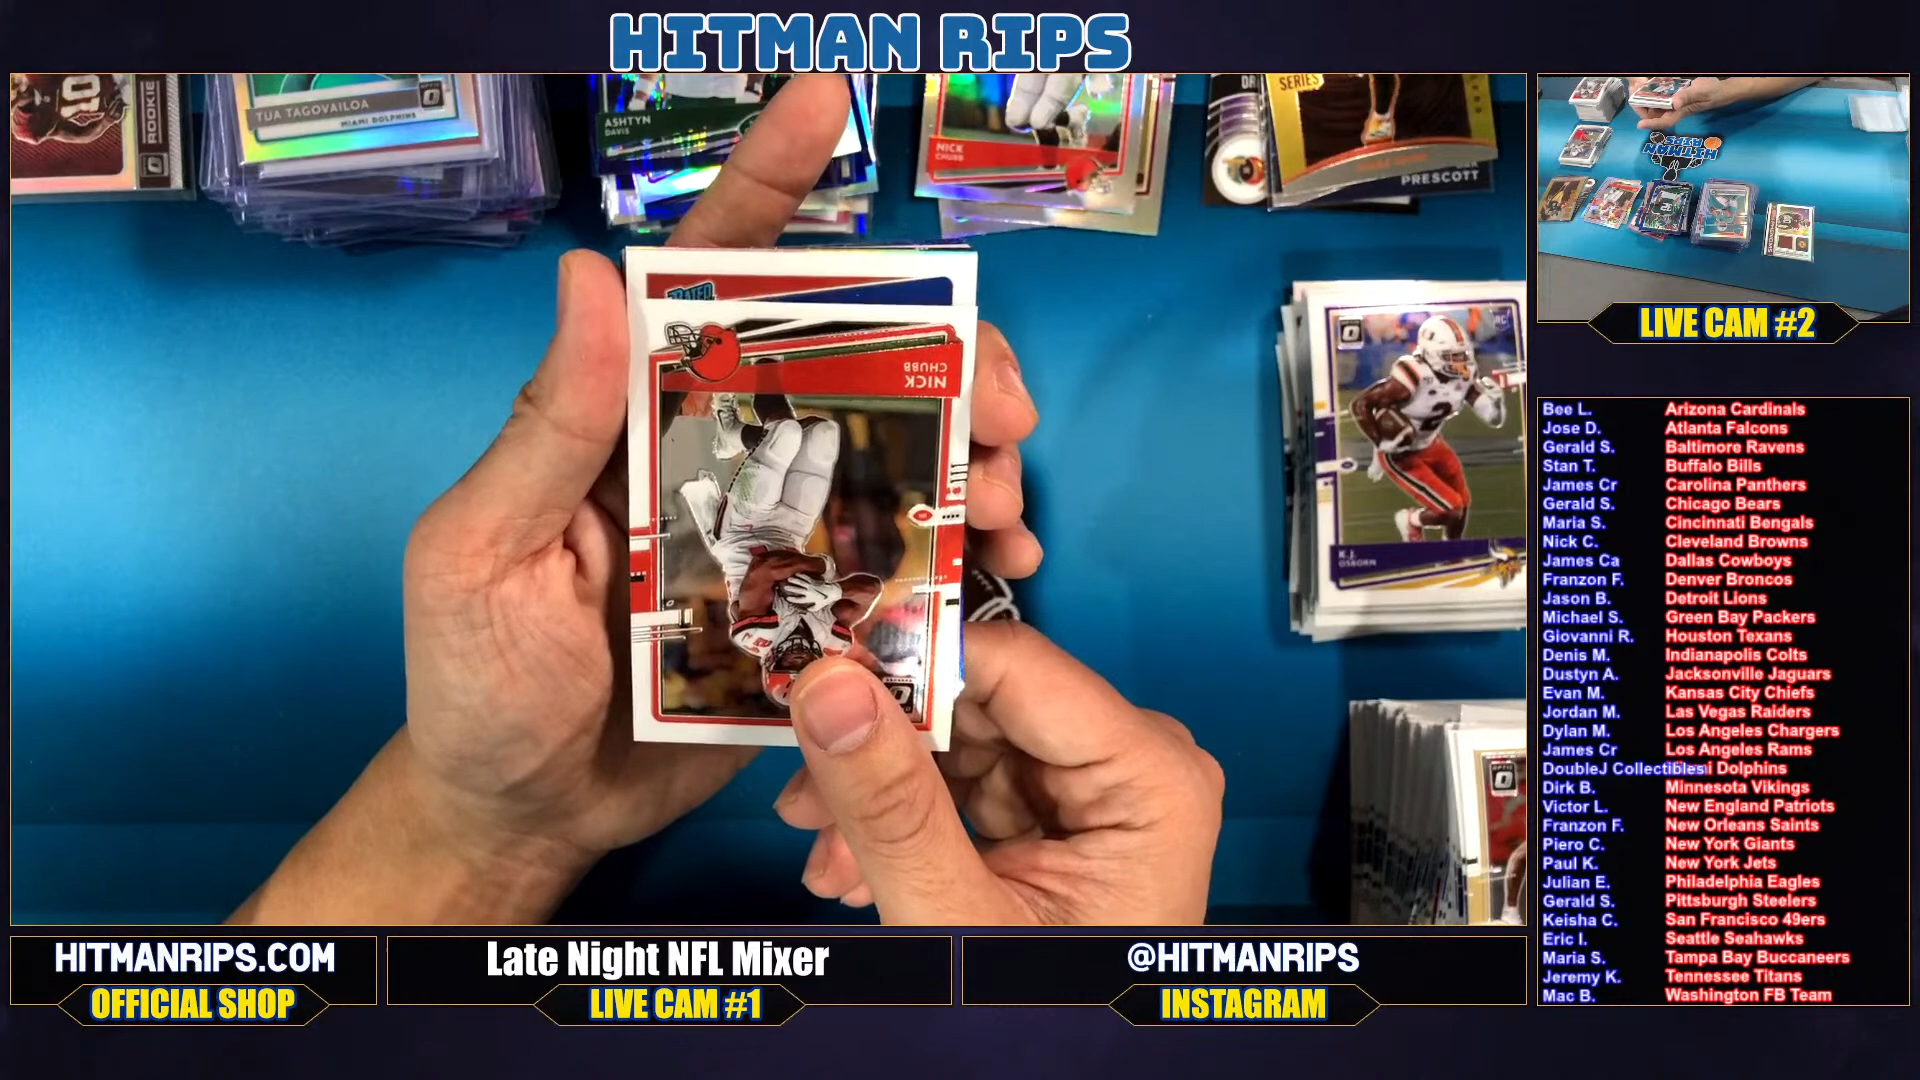 HITMAN RIPS
ROOKIE
TUA TAGOVAILOA
MIAMI DOLPHINS
ASHTYN
DAVIS
NICK
CHUBB
SERIES
PRESCOTT
RATED
NICK
CHUBB
K.J.
OSBORN
RC
HITMAN
RIPS
LIVE CAM #2
Bee L. Arizona Cardinals
Jose D. Atlanta Falcons
Gerald S. Baltimore Ravens
Stan T. Buffalo Bills
James Cr Carolina Panthers
Gerald S. Chicago Bears
Maria S. Cincinnati Bengals
Nick C. Cleveland Browns
James Ca Dallas Cowboys
Franzon F. Denver Broncos
Jason B. Detroit Lions
Michael S. Green Bay Packers
Giovanni R. Houston Texans
Denis M. Indianapolis Colts
Dustyn A. Jacksonville Jaguars
Evan M. Kansas City Chiefs
Jordan M. Las Vegas Raiders
Dylan M. Los Angeles Chargers
James Cr Los Angeles Rams
DoubleJ Collectibles Dolphins
Dirk B. Minnesota Vikings
Victor L. New England Patriots
Franzon F. New Orleans Saints
Piero C. New York Giants
Paul K. New York Jets
Julian E. Philadelphia Eagles
Gerald S. Pittsburgh Steelers
Keisha C. San Francisco 49ers
Eric I. Seattle Seahawks
Maria S. Tampa Bay Buccaneers
Jeremy K. Tennessee Titans
Mac B. Washington FB Team
HITMANRIPS.COM
OFFICIAL SHOP
Late Night NFL Mixer
LIVE CAM #1
@HITMANRIPS
INSTAGRAM